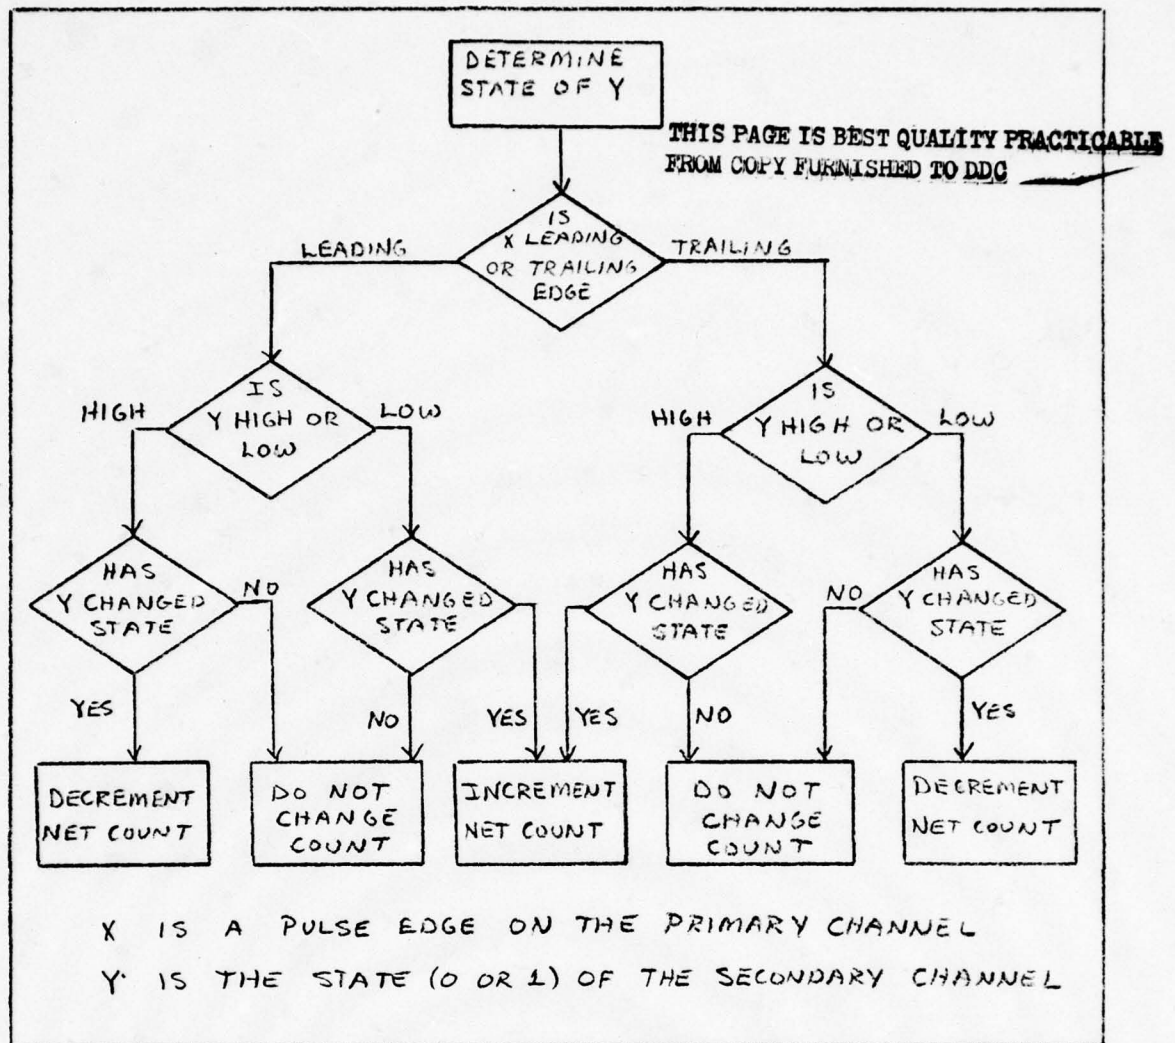 DETERMINE
STATE OF Y
THIS PAGE IS BEST QUALITY PRACTICABLE
FROM COPY FURNISHED TO DDC
IS
X LEADING
OR TRAILING
EDGE
LEADING
TRAILING
IS
Y HIGH OR
LOW
HIGH
LOW
IS
Y HIGH OR
LOW
HIGH
LOW
HAS
Y CHANGED
STATE
NO
YES
HAS
Y CHANGED
STATE
NO
YES
HAS
Y CHANGED
STATE
YES
NO
HAS
Y CHANGED
STATE
NO
YES
DECREMENT
NET COUNT
DO NOT
CHANGE
COUNT
INCREMENT
NET COUNT
DO NOT
CHANGE
COUNT
DECREMENT
NET COUNT
X IS A PULSE EDGE ON THE PRIMARY CHANNEL
Y IS THE STATE (0 OR 1) OF THE SECONDARY CHANNEL